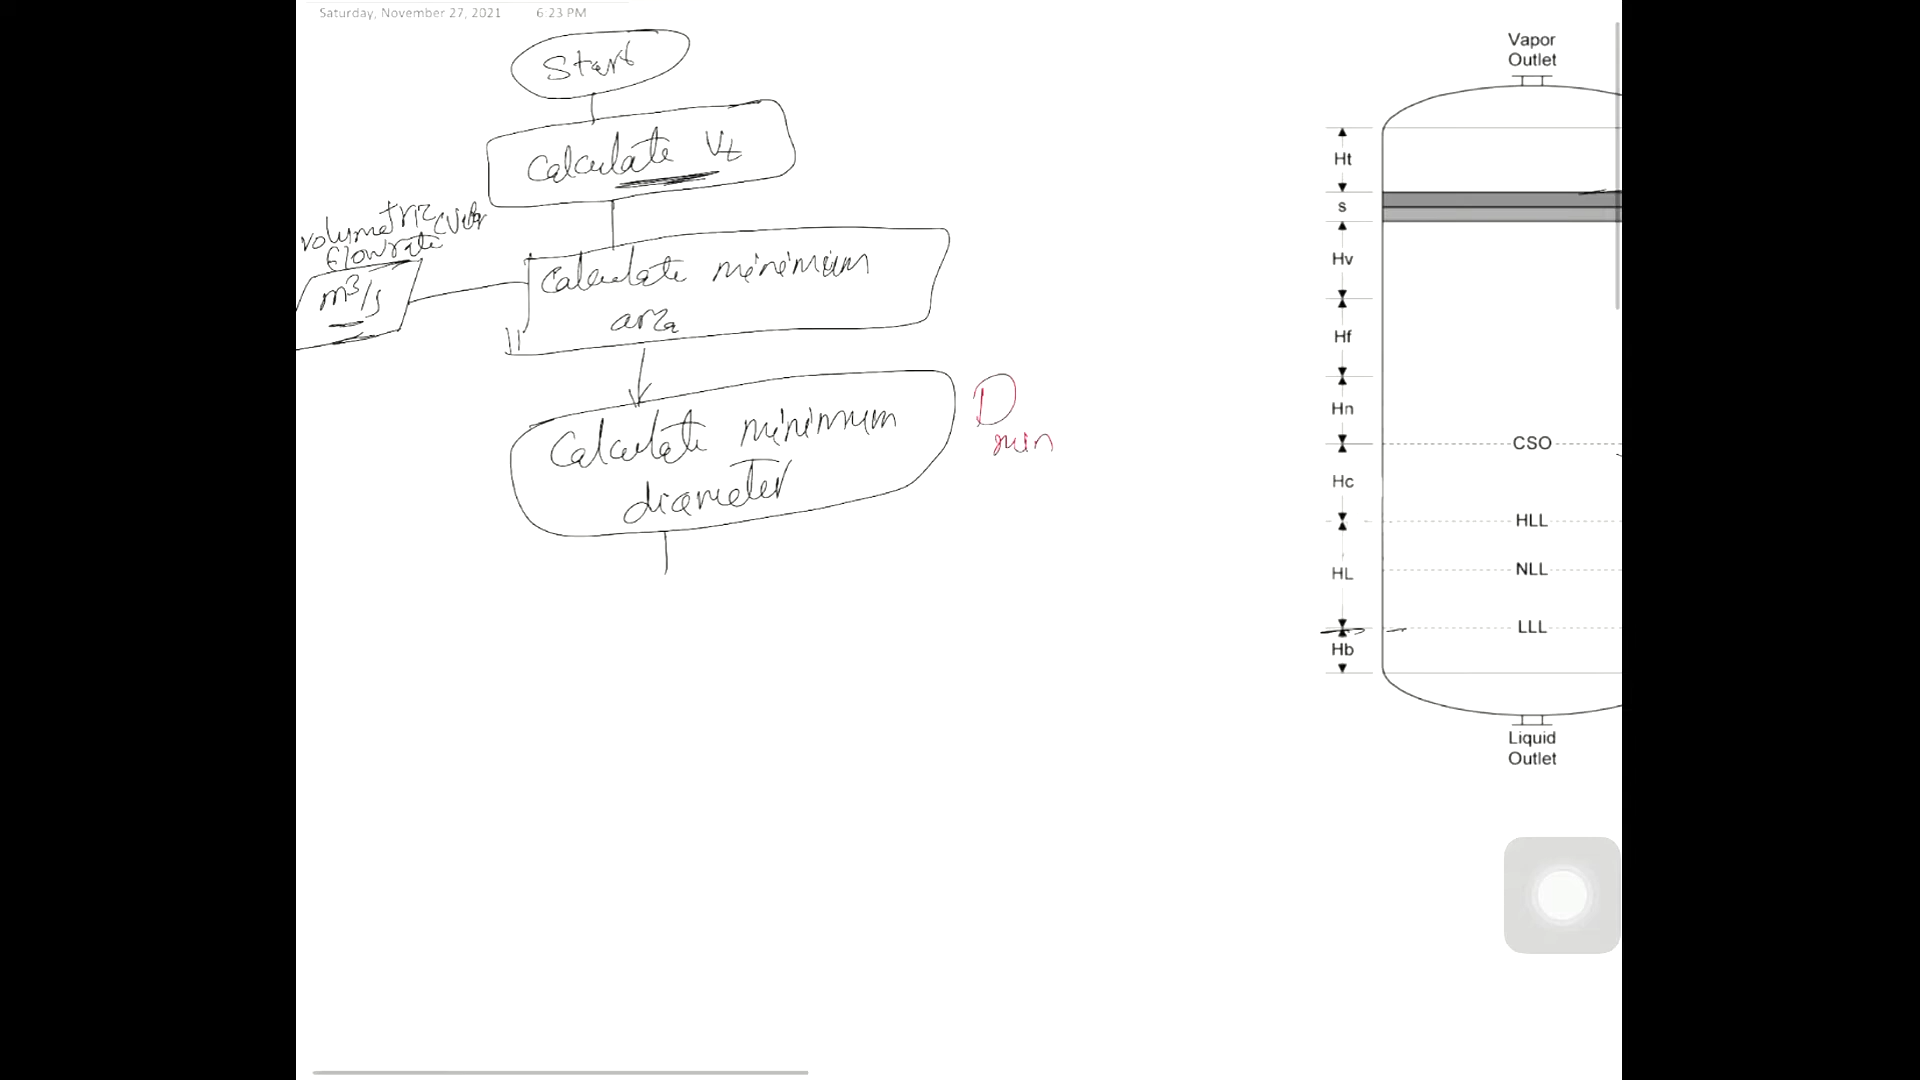 Saturday, November 27, 2021 6:23 PM
Start
Calculate Vt
volumetric
flowrate
m³/s
Calculate minimum
area
Calculate minimum
diameter
D
min
Vapor
Outlet
Ht
s
Hv
Hf
Hn
CSO
Hc
HLL
HL
NLL
LLL
Hb
Liquid
Outlet